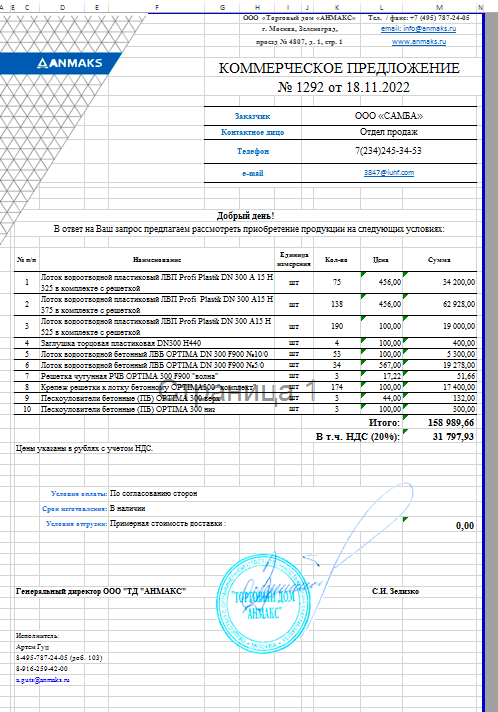 A B C D E F G H I J K L M N
ООО «Торговый дом «АНМАКС» Тел. / факс: +7 (495) 787-24-05
г. Москва, Зеленоград, email: info@anmaks.ru
проезд № 4807, д. 1, стр. 1 www.anmaks.ru
ANMAKS
КОММЕРЧЕСКОЕ ПРЕДЛОЖЕНИЕ
№ 1292 от 18.11.2022
Заказчик ООО «САМБА»
Контактное лицо Отдел продаж
Телефон 7(234)245-34-53
e-mail 3847@iuhf.com
Добрый день!
В ответ на Ваш запрос предлагаем рассмотреть приобретение продукции на следующих условиях:
№ п/п Наименование Единица измерения Кол-во Цена Сумма
1 Лоток водоотводной пластиковый ЛВП Profi Plastik DN 300 A 15 H 325 в комплекте с решеткой шт 75 456,00 34 200,00
2 Лоток водоотводной пластиковый ЛВП Profi Plastik DN 300 A15 H 375 в комплекте с решеткой шт 138 456,00 62 928,00
3 Лоток водоотводной пластиковый ЛВП Profi Plastik DN 300 A15 H 525 в комплекте с решеткой шт 190 100,00 19 000,00
4 Заглушка торцовая пластиковая DN300 H440 шт 4 100,00 400,00
5 Лоток водоотводной бетонный ЛВБ OPTIMA DN 300 F900 №10/0 шт 53 100,00 5 300,00
6 Лоток водоотводной бетонный ЛВБ OPTIMA DN 300 F900 №5/0 шт 34 567,00 19 278,00
7 Решетка чугунная РЧВ OPTIMA 300 F900 "волна" шт 3 17,22 51,66
8 Крепеж решетки к лотку бетонному OPTIMA300 "комплект" шт 174 100,00 17 400,00
9 Пескоуловители бетонные (ПБ) OPTIMA 300 верх шт 3 44,00 132,00
10 Пескоуловители бетонные (ПБ) OPTIMA 300 низ шт 3 100,00 300,00
Страница 1
Итого: 158 989,66
В т.ч. НДС (20%): 31 797,93
Цены указаны в рублях с учетом НДС.
Условия оплаты: По согласованию сторон
Срок изготовления: В наличии
Условия отгрузки: Примерная стоимость доставки : 0,00
Генеральный директор ООО "ТД "АНМАКС" С.И. Зелизко
"ТОРГОВЫЙ ДОМ
АНМАКС"
МОСКВА
Исполнитель:
Артем Гуц
8-495-787-24-05 (доб. 103)
8-916-259-42-00
a.guts@anmaks.ru